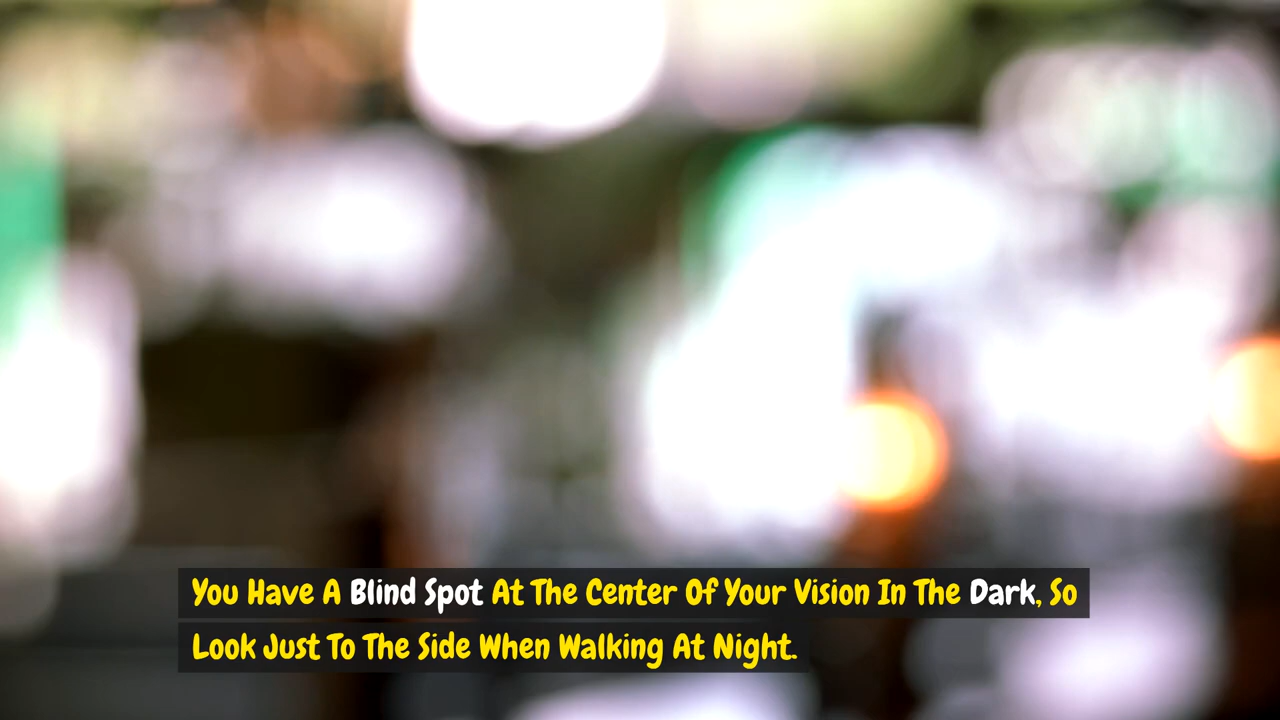 You Have A Blind Spot At The Center Of Your Vision In The Dark, So
Look Just To The Side When Walking At Night.